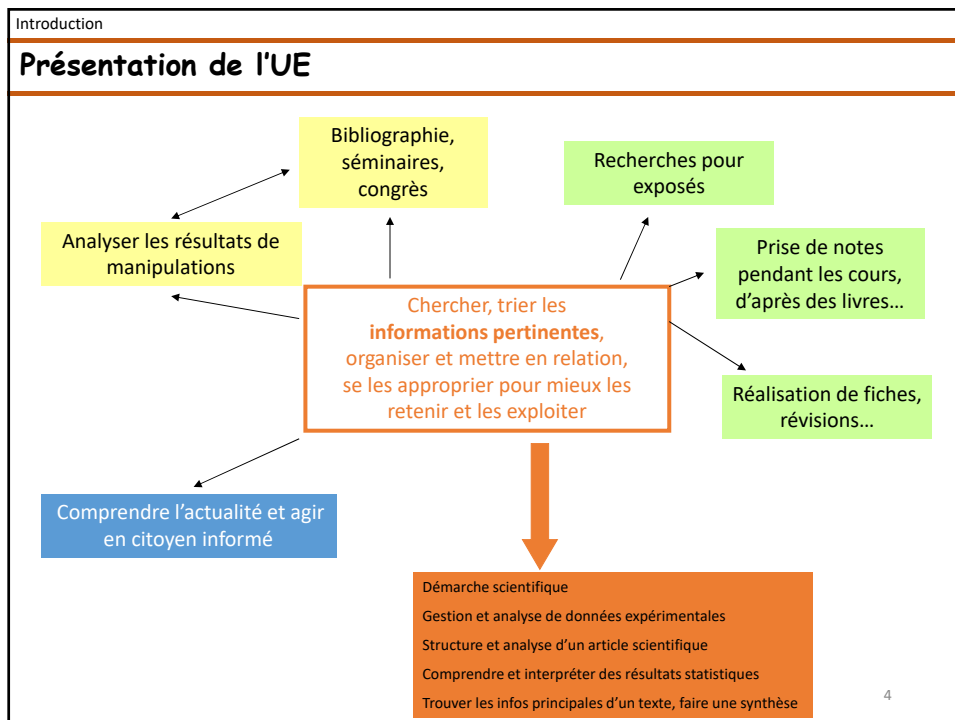 Introduction
Présentation de l'UE
Bibliographie,
séminaires,
congrès
Recherches pour
exposés
Analyser les résultats de
manipulations
Prise de notes
pendant les cours,
d'après des livres…
Chercher, trier les
informations pertinentes,
organiser et mettre en relation,
se les approprier pour mieux les
retenir et les exploiter
Réalisation de fiches,
révisions…
Comprendre l'actualité et agir
en citoyen informé
Démarche scientifique
Gestion et analyse de données expérimentales
Structure et analyse d'un article scientifique
Comprendre et interpréter des résultats statistiques
Trouver les infos principales d'un texte, faire une synthèse
4